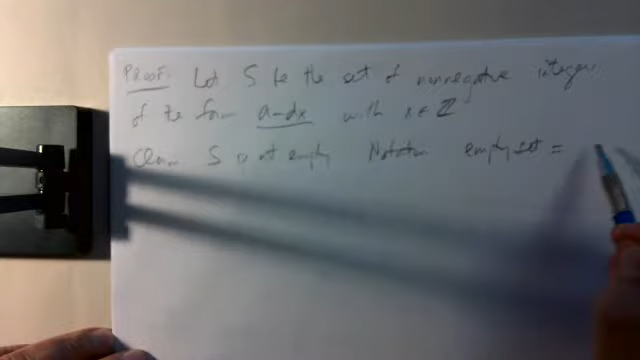 PROOF: Let S be the set of nonnegative integers
of the form a-dx with x ∈ ℤ
Claim S is not empty Notation empty set =